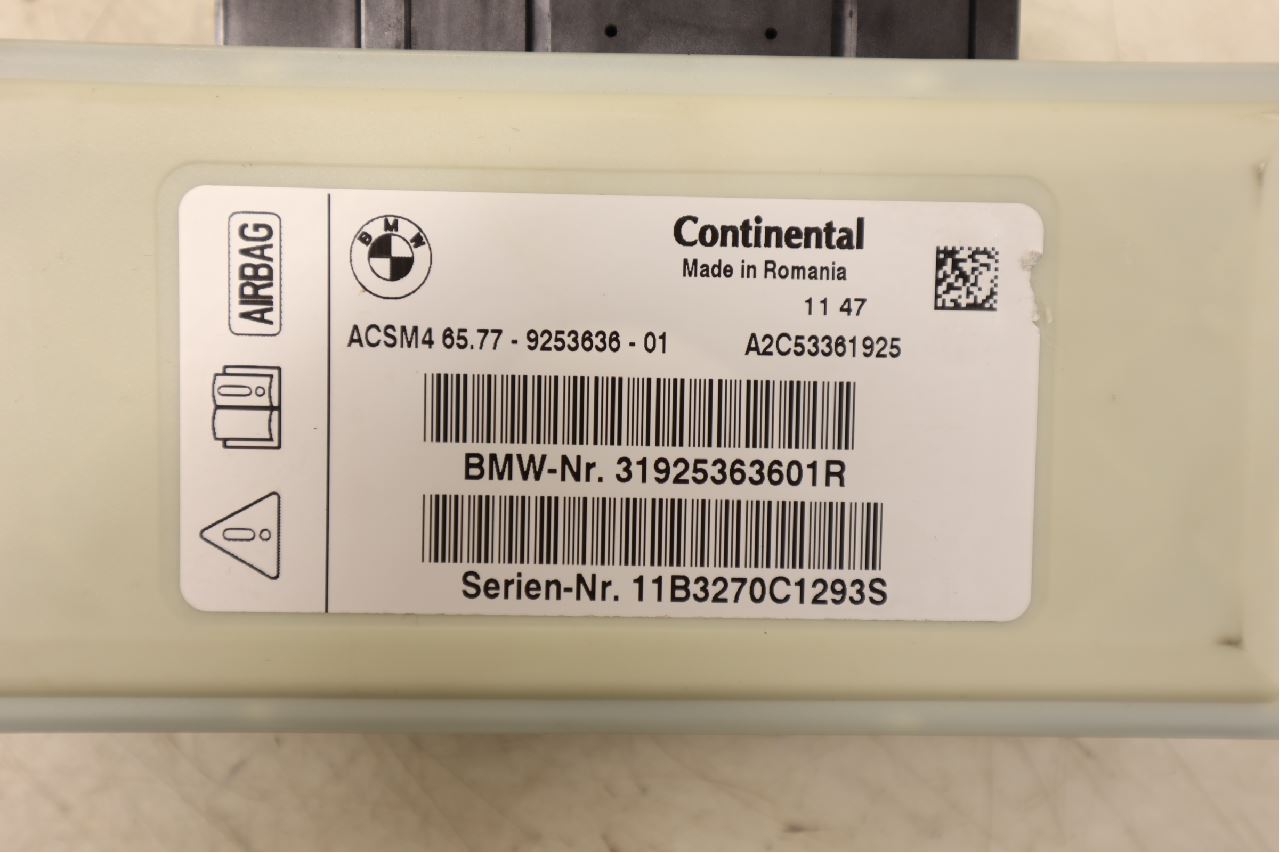 AIRBAG
BMW
Continental
Made in Romania
11 47
ACSM4 65.77 - 9253636 - 01 A2C53361925
BMW-Nr. 31925363601R
Serien-Nr. 11B3270C1293S